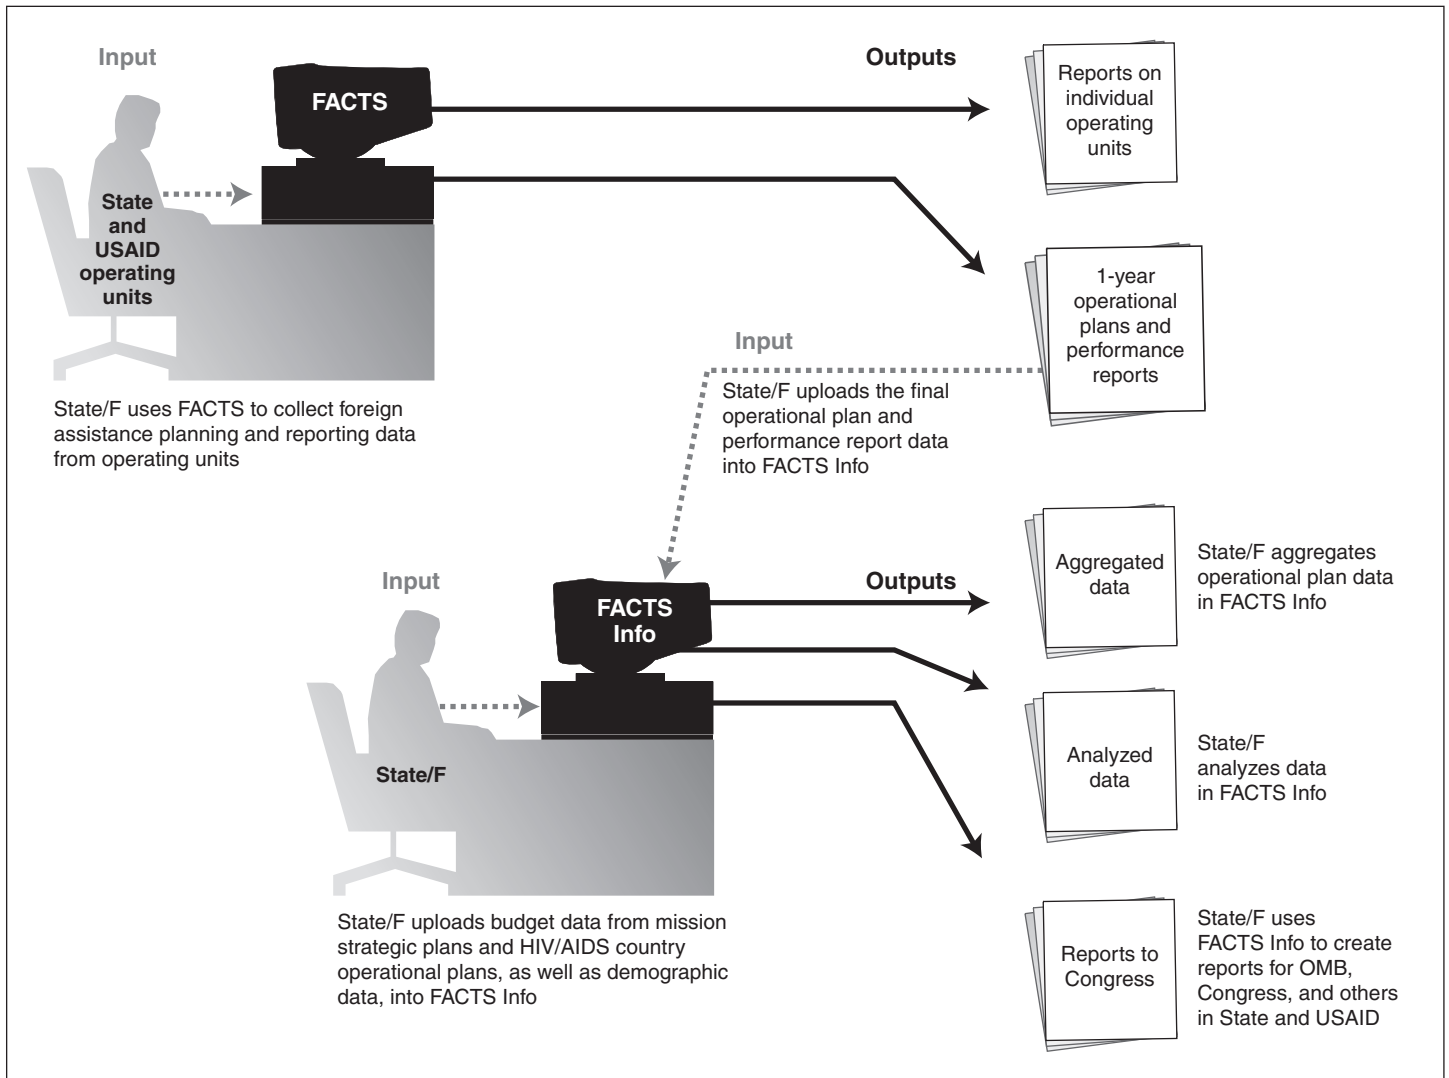 Input
Outputs
FACTS
State
and
USAID
operating
units
Reports on
individual
operating
units
1-year
operational
plans and
performance
reports
State/F uses FACTS to collect foreign
assistance planning and reporting data
from operating units
Input
State/F uploads the final
operational plan and
performance report data
into FACTS Info
Input
Outputs
FACTS
Info
State/F
Aggregated
data
State/F aggregates
operational plan data
in FACTS Info
Analyzed
data
State/F
analyzes data
in FACTS Info
State/F uploads budget data from mission
strategic plans and HIV/AIDS country
operational plans, as well as demographic
data, into FACTS Info
Reports to
Congress
State/F uses
FACTS Info to create
reports for OMB,
Congress, and others
in State and USAID